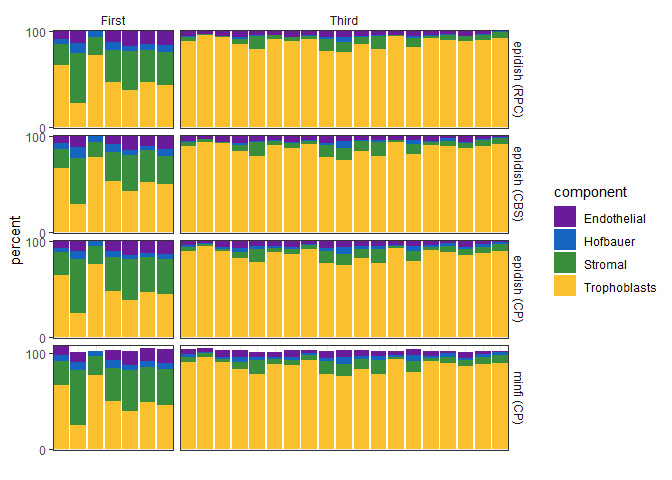 First Third
100
0
epidish (RPC)
100
0
epidish (CBS)
100
0
epidish (CP)
100
0
minfi (CP)
percent
component
Endothelial
Hofbauer
Stromal
Trophoblasts